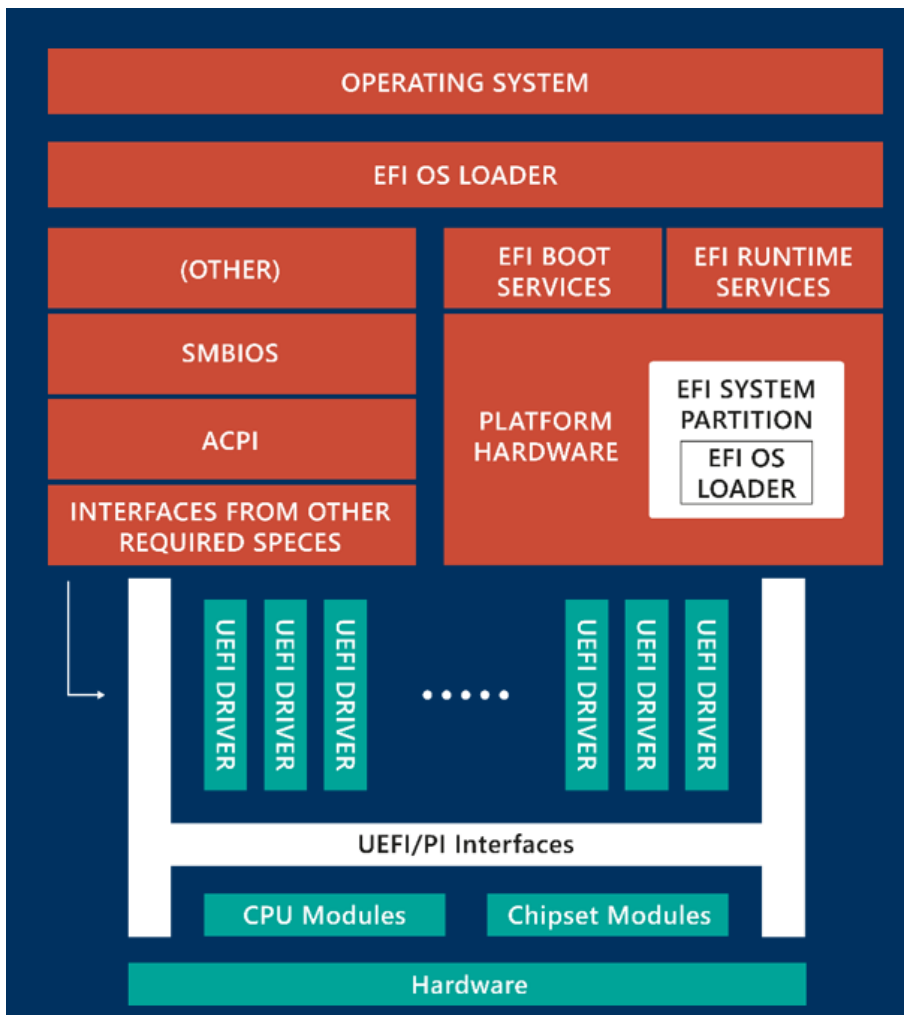 OPERATING SYSTEM
EFI OS LOADER
(OTHER)
SMBIOS
ACPI
INTERFACES FROM OTHER
REQUIRED SPECES
EFI BOOT
SERVICES
EFI RUNTIME
SERVICES
PLATFORM
HARDWARE
EFI SYSTEM
PARTITION
EFI OS
LOADER
UEFI DRIVER
UEFI DRIVER
UEFI DRIVER
UEFI DRIVER
UEFI DRIVER
UEFI DRIVER
UEFI/PI Interfaces
CPU Modules
Chipset Modules
Hardware